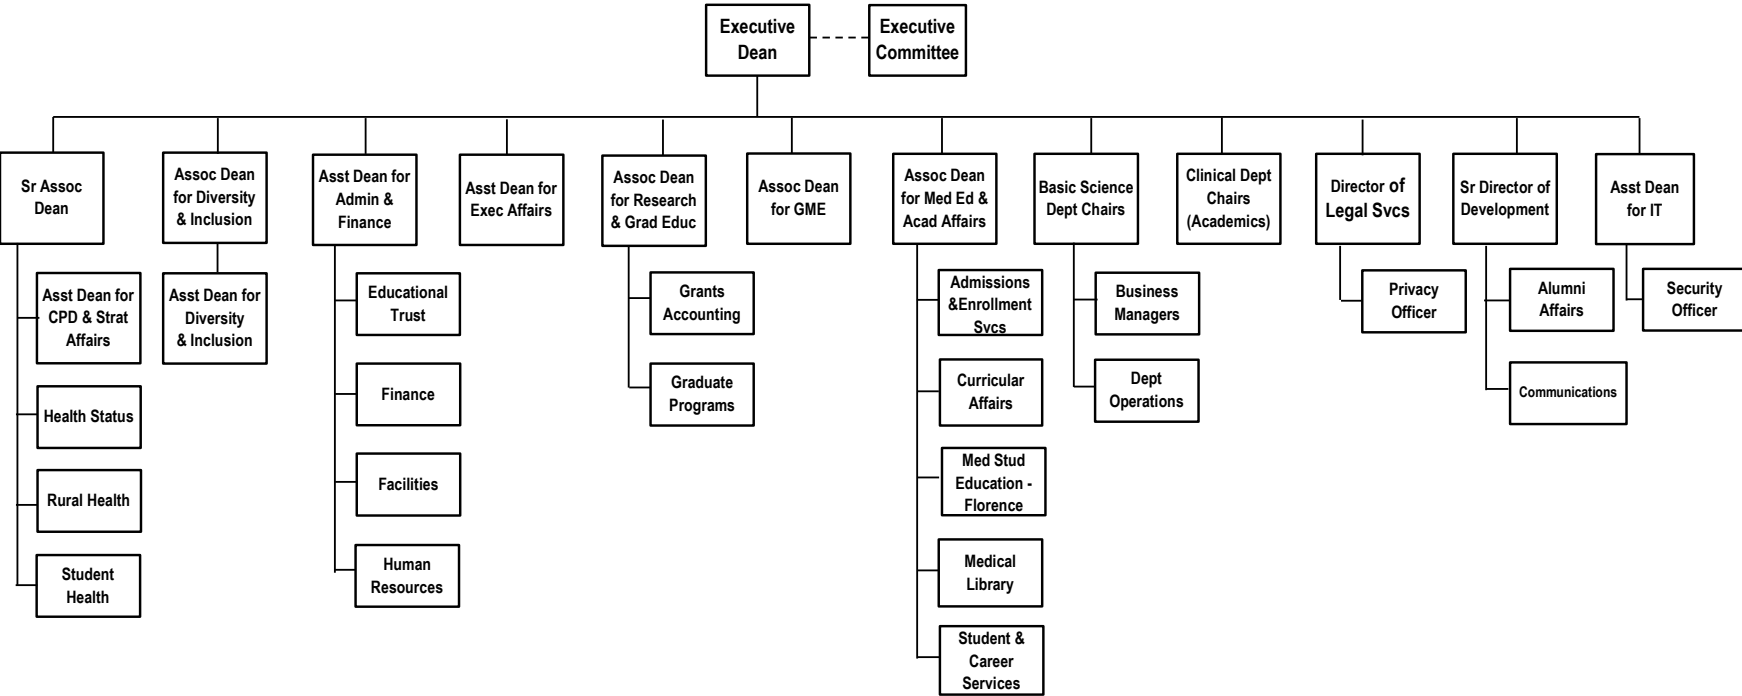 Executive
Dean
Executive
Committee
Sr Assoc
Dean
Assoc Dean
for Diversity
& Inclusion
Asst Dean for
Admin &
Finance
Asst Dean for
Exec Affairs
Assoc Dean
for Research
& Grad Educ
Assoc Dean
for GME
Assoc Dean
for Med Ed &
Acad Affairs
Basic Science
Dept Chairs
Clinical Dept
Chairs
(Academics)
Director of
Legal Svcs
Sr Director of
Development
Asst Dean
for IT
Asst Dean for
CPD & Strat
Affairs
Health Status
Rural Health
Student
Health
Asst Dean for
Diversity
& Inclusion
Educational
Trust
Finance
Facilities
Human
Resources
Grants
Accounting
Graduate
Programs
Admissions
&Enrollment
Svcs
Curricular
Affairs
Med Stud
Education -
Florence
Medical
Library
Student &
Career
Services
Business
Managers
Dept
Operations
Privacy
Officer
Alumni
Affairs
Communications
Security
Officer